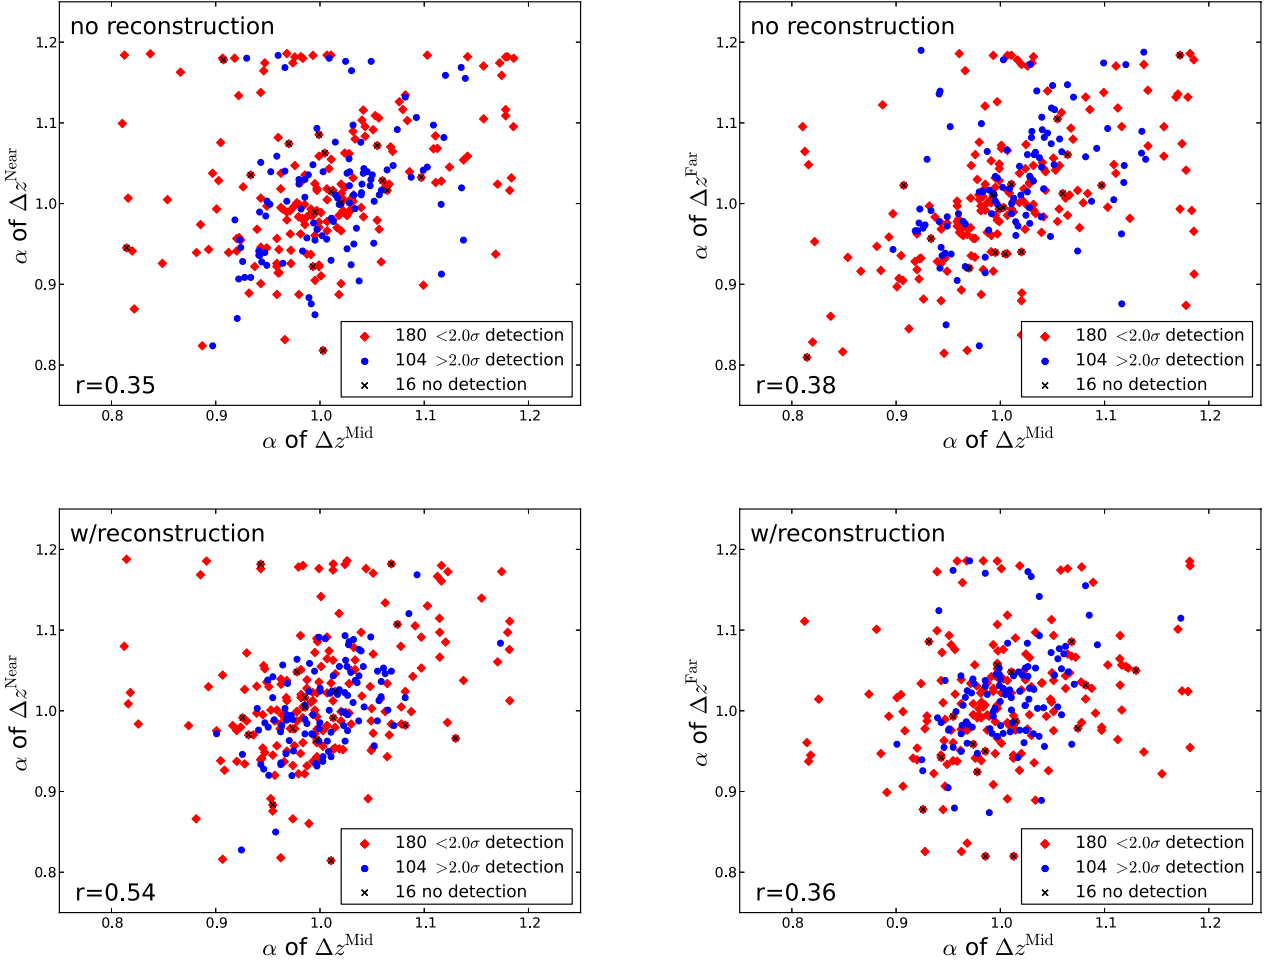 no reconstruction
1.2
1.1
1.0
0.9
0.8
α of Δz^Near
180 <2.0σ detection
104 >2.0σ detection
16 no detection
r=0.35
0.8 0.9 1.0 1.1 1.2
α of Δz^Mid
no reconstruction
1.2
1.1
1.0
0.9
0.8
α of Δz^Far
180 <2.0σ detection
104 >2.0σ detection
16 no detection
r=0.38
0.8 0.9 1.0 1.1 1.2
α of Δz^Mid
w/reconstruction
1.2
1.1
1.0
0.9
0.8
α of Δz^Near
180 <2.0σ detection
104 >2.0σ detection
16 no detection
r=0.54
0.8 0.9 1.0 1.1 1.2
α of Δz^Mid
w/reconstruction
1.2
1.1
1.0
0.9
0.8
α of Δz^Far
180 <2.0σ detection
104 >2.0σ detection
16 no detection
r=0.36
0.8 0.9 1.0 1.1 1.2
α of Δz^Mid